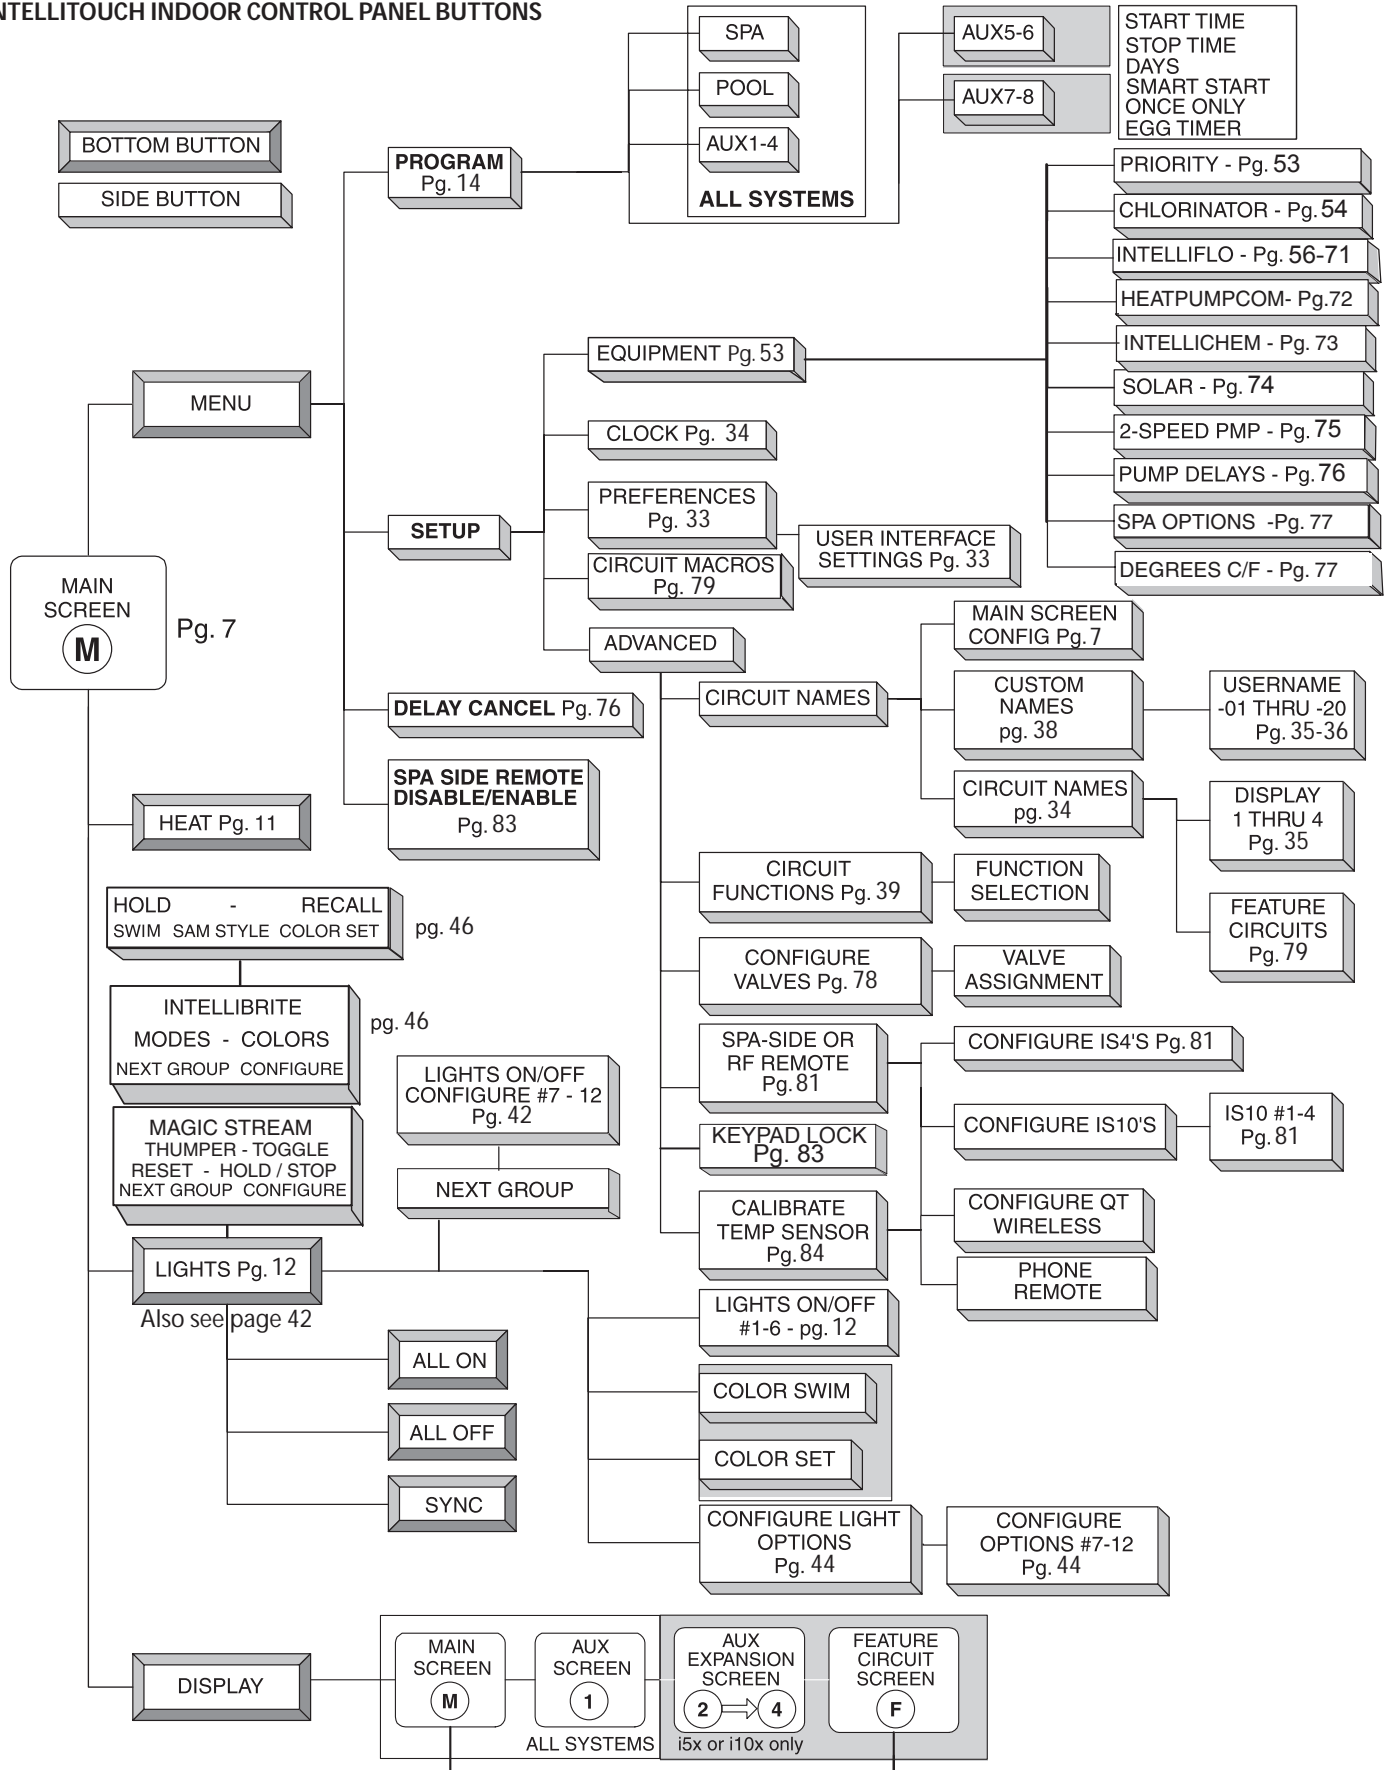 NTELLITOUCH INDOOR CONTROL PANEL BUTTONS
BOTTOM BUTTON
SIDE BUTTON
PROGRAM
Pg. 14
SPA
POOL
AUX1-4
ALL SYSTEMS
AUX5-6
AUX7-8
START TIME
STOP TIME
DAYS
SMART START
ONCE ONLY
EGG TIMER
PRIORITY - Pg. 53
CHLORINATOR - Pg. 54
INTELLIFLO - Pg. 56-71
HEATPUMPCOM- Pg.72
INTELLICHEM - Pg. 73
SOLAR - Pg. 74
2-SPEED PMP - Pg. 75
PUMP DELAYS - Pg. 76
SPA OPTIONS -Pg. 77
DEGREES C/F - Pg. 77
MENU
EQUIPMENT Pg. 53
CLOCK Pg. 34
PREFERENCES
Pg. 33
USER INTERFACE
SETTINGS Pg. 33
SETUP
CIRCUIT MACROS
Pg. 79
ADVANCED
MAIN
SCREEN
M
Pg. 7
DELAY CANCEL Pg. 76
SPA SIDE REMOTE
DISABLE/ENABLE
Pg. 83
CIRCUIT NAMES
MAIN SCREEN
CONFIG Pg. 7
CUSTOM
NAMES
pg. 38
USERNAME
-01 THRU -20
Pg. 35-36
CIRCUIT NAMES
pg. 34
DISPLAY
1 THRU 4
Pg. 35
FEATURE
CIRCUITS
Pg. 79
HEAT Pg. 11
CIRCUIT
FUNCTIONS Pg. 39
FUNCTION
SELECTION
HOLD - RECALL
SWIM SAM STYLE COLOR SET
pg. 46
CONFIGURE
VALVES Pg. 78
VALVE
ASSIGNMENT
INTELLIBRITE
MODES - COLORS
NEXT GROUP CONFIGURE
pg. 46
SPA-SIDE OR
RF REMOTE
Pg. 81
CONFIGURE IS4'S Pg. 81
CONFIGURE IS10'S
IS10 #1-4
Pg. 81
LIGHTS ON/OFF
CONFIGURE #7 - 12
Pg. 42
MAGIC STREAM
THUMPER - TOGGLE
RESET - HOLD / STOP
NEXT GROUP CONFIGURE
KEYPAD LOCK
Pg. 83
NEXT GROUP
CALIBRATE
TEMP SENSOR
Pg. 84
CONFIGURE QT
WIRELESS
PHONE
REMOTE
LIGHTS Pg. 12
Also see page 42
LIGHTS ON/OFF
#1-6 - pg. 12
ALL ON
COLOR SWIM
ALL OFF
COLOR SET
SYNC
CONFIGURE LIGHT
OPTIONS
Pg. 44
CONFIGURE
OPTIONS #7-12
Pg. 44
DISPLAY
MAIN
SCREEN
M
AUX
SCREEN
1
ALL SYSTEMS
AUX
EXPANSION
SCREEN
2 4
i5x or i10x only
FEATURE
CIRCUIT
SCREEN
F